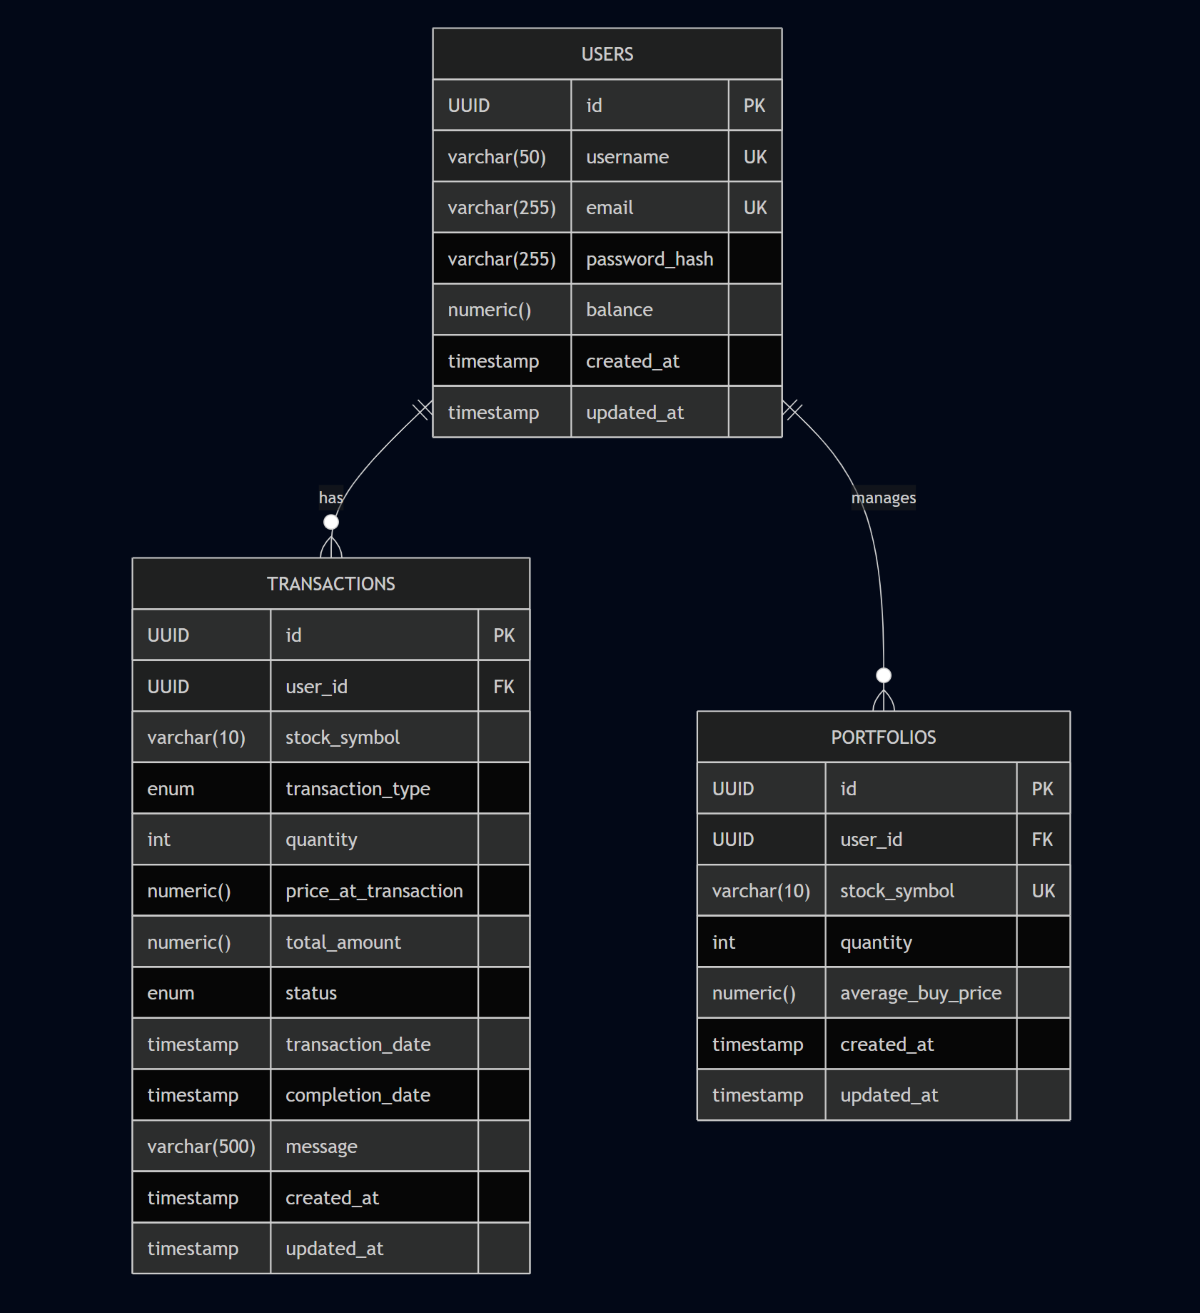 USERS
UUID id PK
varchar(50) username UK
varchar(255) email UK
varchar(255) password_hash
numeric() balance
timestamp created_at
timestamp updated_at
has
manages
TRANSACTIONS
UUID id PK
UUID user_id FK
varchar(10) stock_symbol
enum transaction_type
int quantity
numeric() price_at_transaction
numeric() total_amount
enum status
timestamp transaction_date
timestamp completion_date
varchar(500) message
timestamp created_at
timestamp updated_at
PORTFOLIOS
UUID id PK
UUID user_id FK
varchar(10) stock_symbol UK
int quantity
numeric() average_buy_price
timestamp created_at
timestamp updated_at